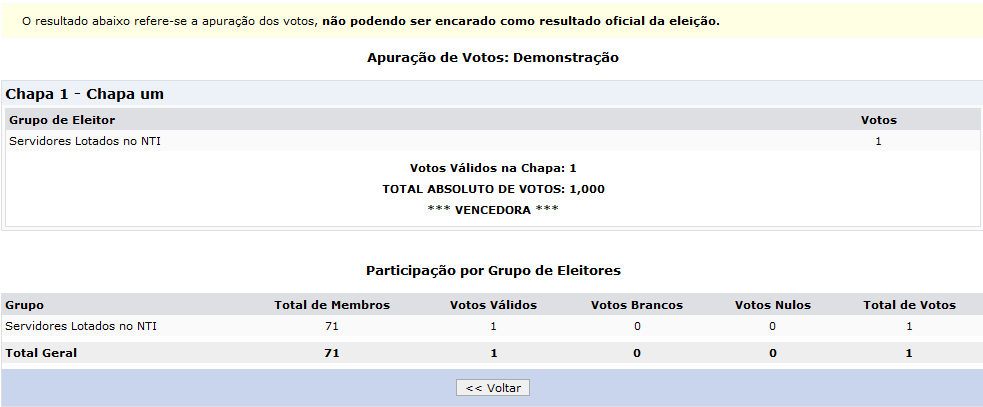 O resultado abaixo refere-se a apuração dos votos, não podendo ser encarado como resultado oficial da eleição.
Apuração de Votos: Demonstração
Chapa 1 - Chapa um
Grupo de Eleitor Votos
Servidores Lotados no NTI 1
Votos Válidos na Chapa: 1
TOTAL ABSOLUTO DE VOTOS: 1,000
*** VENCEDORA ***
Participação por Grupo de Eleitores
Grupo Total de Membros Votos Válidos Votos Brancos Votos Nulos Total de Votos
Servidores Lotados no NTI 71 1 0 0 1
Total Geral 71 1 0 0 1
<< Voltar